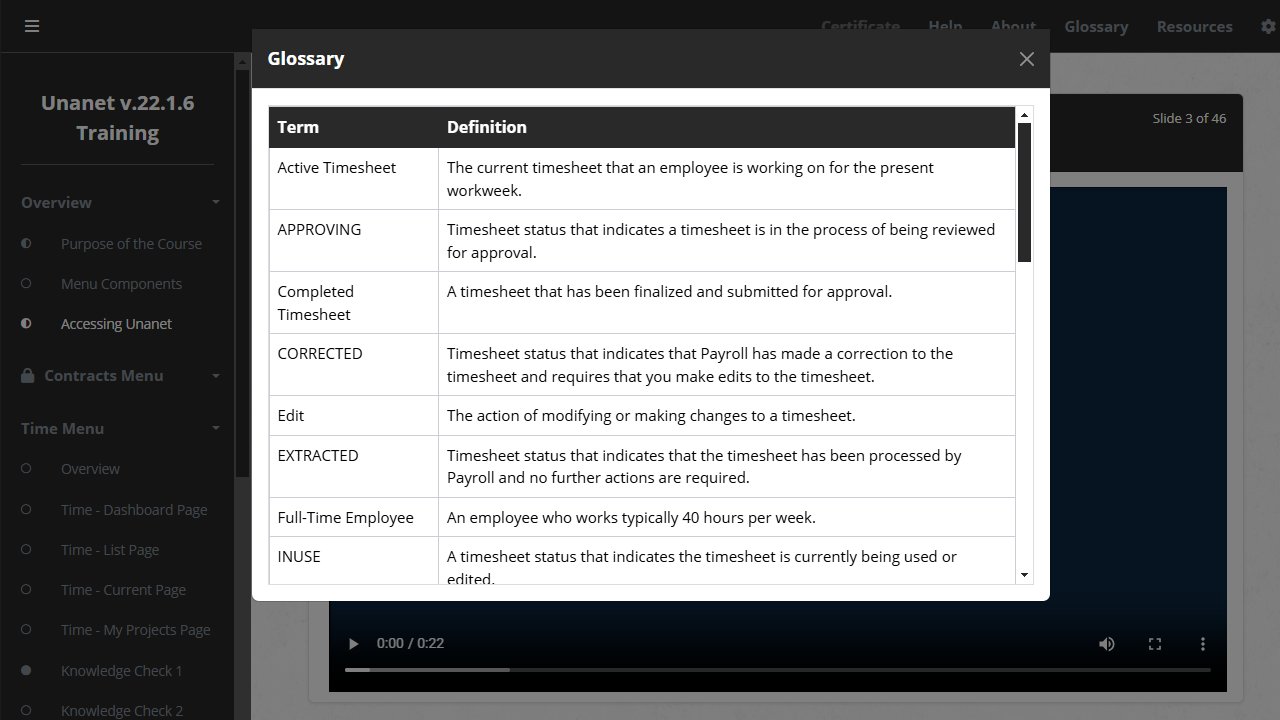 Certificate Help About Glossary Resources
Unanet v.22.1.6
Training
Overview
Purpose of the Course
Menu Components
Accessing Unanet
Contracts Menu
Time Menu
Overview
Time - Dashboard Page
Time - List Page
Time - Current Page
Time - My Projects Page
Knowledge Check 1
Knowledge Check 2
Slide 3 of 46
Glossary
Term Definition
Active Timesheet The current timesheet that an employee is working on for the present
workweek.
APPROVING Timesheet status that indicates a timesheet is in the process of being reviewed
for approval.
Completed A timesheet that has been finalized and submitted for approval.
Timesheet
CORRECTED Timesheet status that indicates that Payroll has made a correction to the
timesheet and requires that you make edits to the timesheet.
Edit The action of modifying or making changes to a timesheet.
EXTRACTED Timesheet status that indicates that the timesheet has been processed by
Payroll and no further actions are required.
Full-Time Employee An employee who works typically 40 hours per week.
INUSE A timesheet status that indicates the timesheet is currently being used or
edited.
0:00 / 0:22